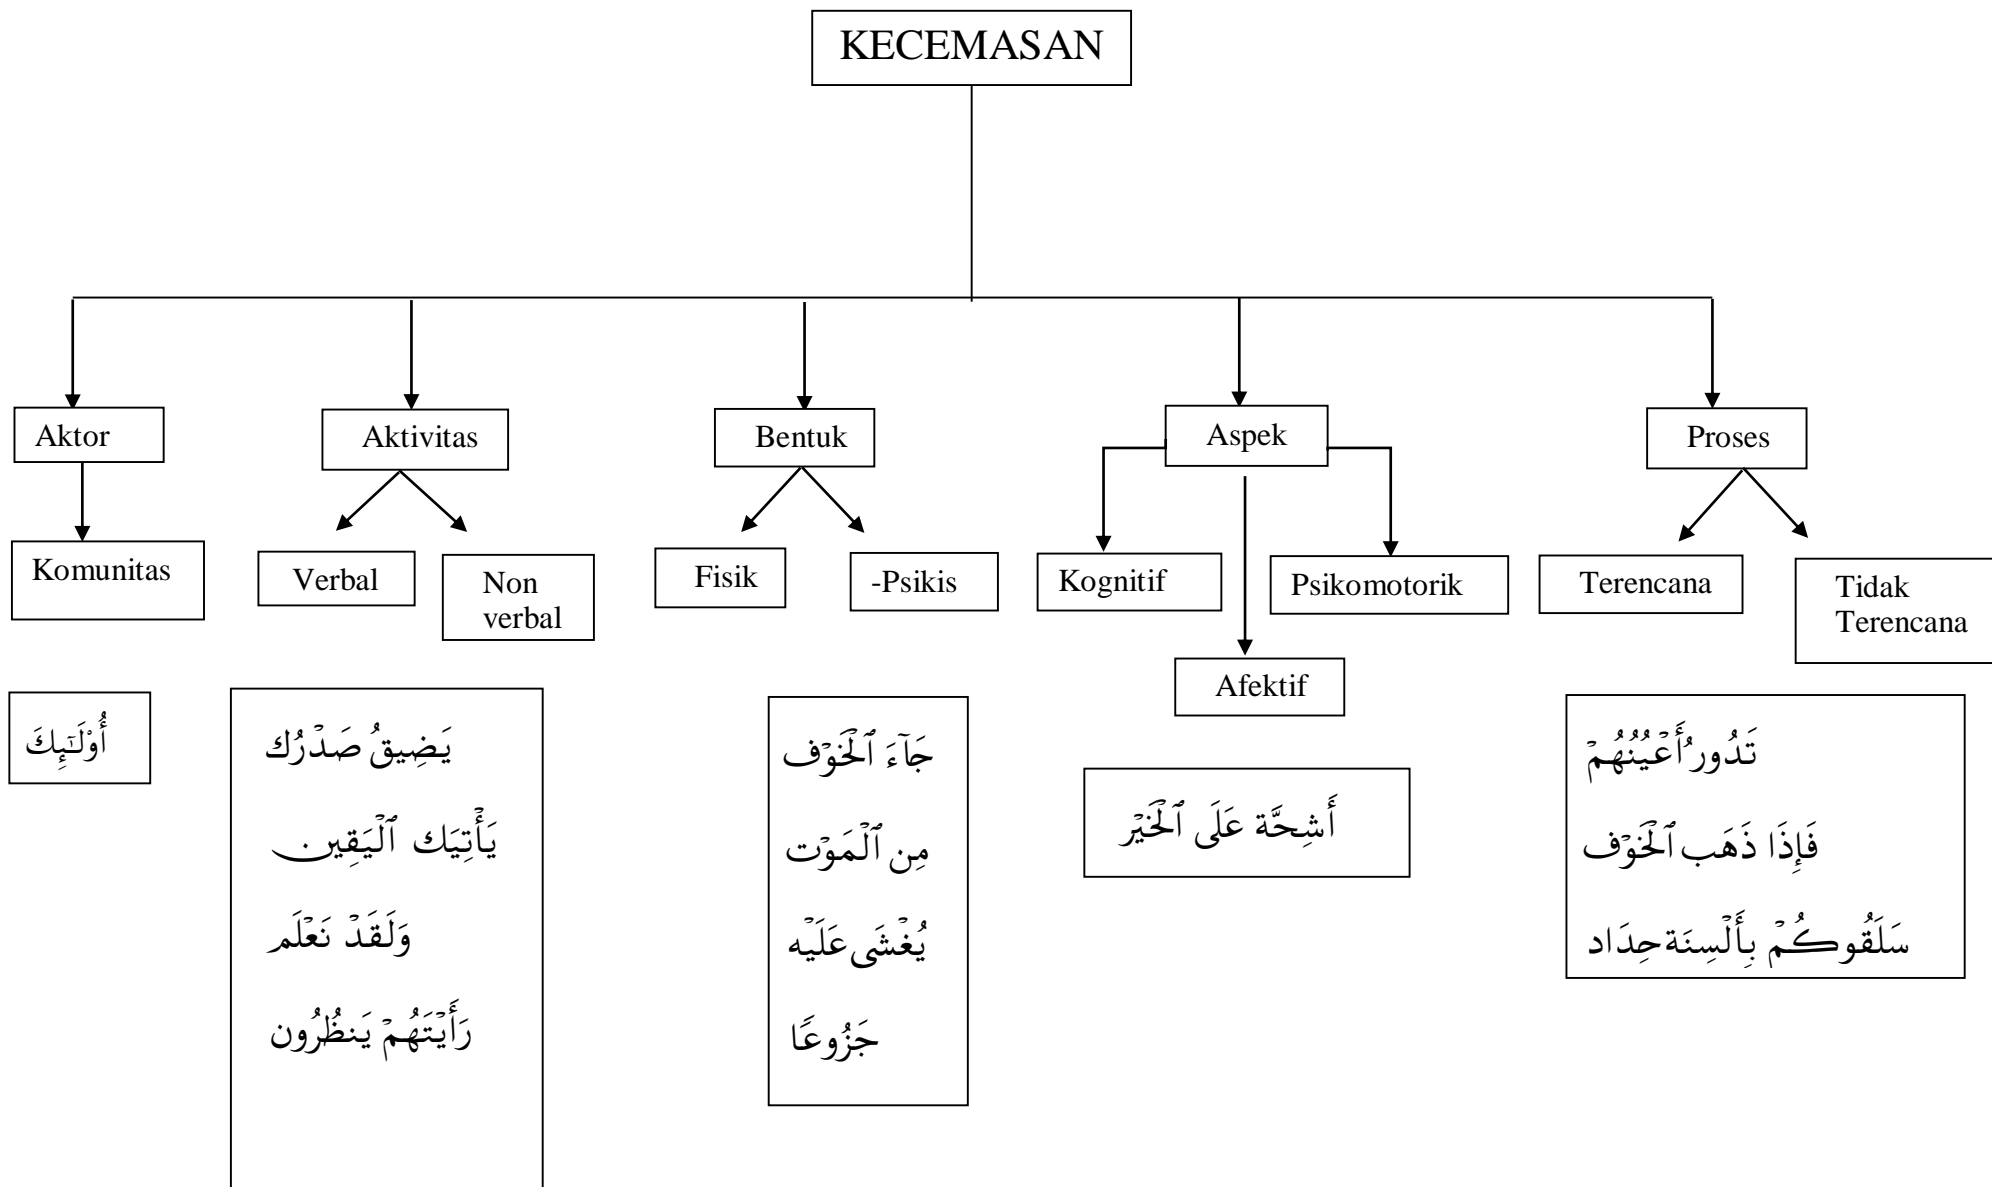 KECEMASAN
Aktor
Aktivitas
Bentuk
Aspek
Proses
Komunitas
Verbal
Non
verbal
Fisik
-Psikis
Kognitif
Psikomotorik
Afektif
Terencana
Tidak
Terencana
أُوْلَٰٓئِكَ
يَضِيقُ صَدۡرُك
يَأۡتِيَك ٱلۡيَقِين
وَلَقَدۡ نَعۡلَم
رَأَيۡتَهُمۡ يَنظُرُون
جَآءَ ٱلۡخَوۡف
مِن ٱلۡمَوۡت
يُغۡشَى عَلَيۡه
جَزُوعًا
أَشِحَّة عَلَى ٱلۡخَيۡر
تَدُورُ أَعۡيُنُهُمۡ
فَإِذَا ذَهَب ٱلۡخَوۡف
سَلَقُوكُمۡ بِأَلۡسِنَة حِدَاد